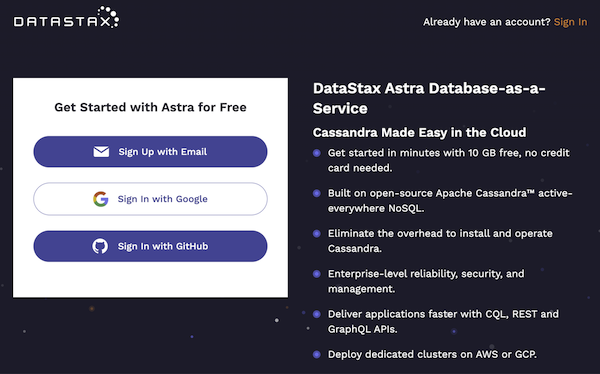 DATASTAX
Already have an account? Sign In
Get Started with Astra for Free
Sign Up with Email
Sign In with Google
Sign In with GitHub
DataStax Astra Database-as-a-
Service
Cassandra Made Easy in the Cloud
Get started in minutes with 10 GB free, no credit
card needed.
Built on open-source Apache Cassandra™ active-
everywhere NoSQL.
Eliminate the overhead to install and operate
Cassandra.
Enterprise-level reliability, security, and
management.
Deliver applications faster with CQL, REST and
GraphQL APIs.
Deploy dedicated clusters on AWS or GCP.